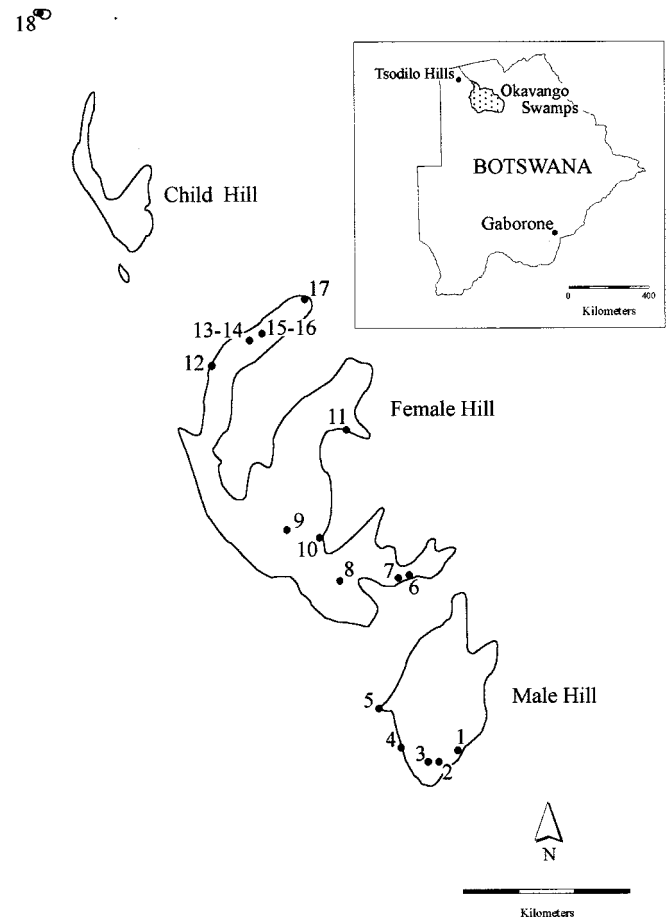 18
Tsodilo Hills
Okavango
Swamps
BOTSWANA
Gaborone
0 400
Kilometers
Child Hill
17
13-14
15-16
12
11
Female Hill
9
10
8
7
6
Male Hill
5
4
3
2
1
N
Kilometers